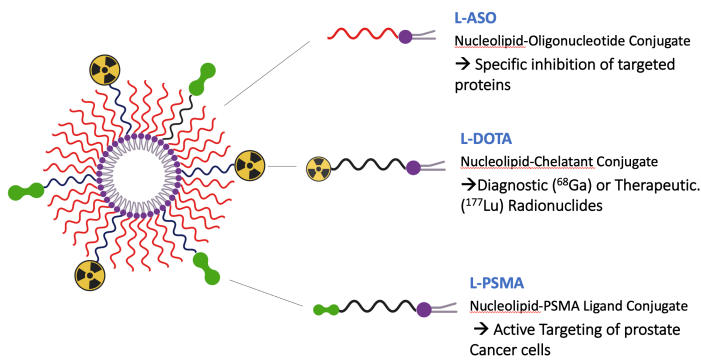 L-ASO
Nucleolipid-Oligonucleotide Conjugate
→ Specific inhibition of targeted
proteins
L-DOTA
Nucleolipid-Chelatant Conjugate
→Diagnostic (⁶⁸Ga) or Therapeutic.
(¹⁷⁷Lu) Radionuclides
L-PSMA
Nucleolipid-PSMA Ligand Conjugate
→ Active Targeting of prostate
Cancer cells